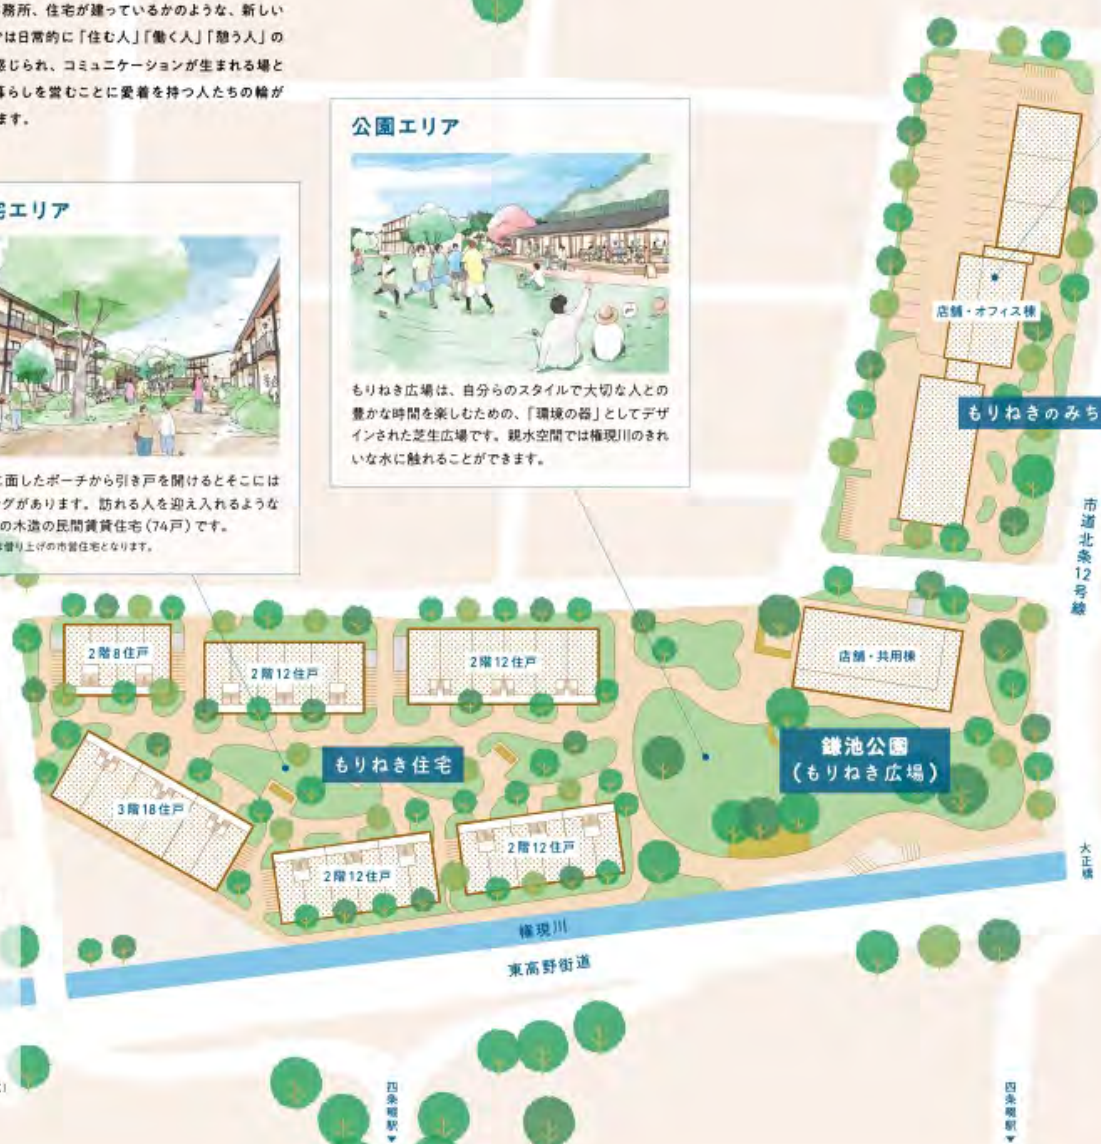 務所、住宅が建っているかのような、新しい
は日常的に「住む人」「働く人」「憩う人」の
感じられ、コミュニケーションが生まれる場と
暮らしを営むことに愛着を持つ人たちの輪が
ます。
宅エリア
に面したポーチから引き戸を開けるとそこには
グがあります。訪れる人を迎え入れるような
の木造の民間賃貸住宅(74戸)です。
借り上げの市営住宅となります。
公園エリア
もりねき広場は、自分らのスタイルで大切な人との
豊かな時間を楽しむための、「環境の器」としてデザ
インされた芝生広場です。親水空間では権現川のきれ
いな水に触れることができます。
店舗・オフィス棟
もりねきのみち
市道北条12号線
2階8住戸
2階12住戸
2階12住戸
店舗・共用棟
もりねき住宅
鎌池公園
(もりねき広場)
3階18住戸
2階12住戸
2階12住戸
大正橋
権現川
東高野街道
四条畷駅▼
四条畷駅▼